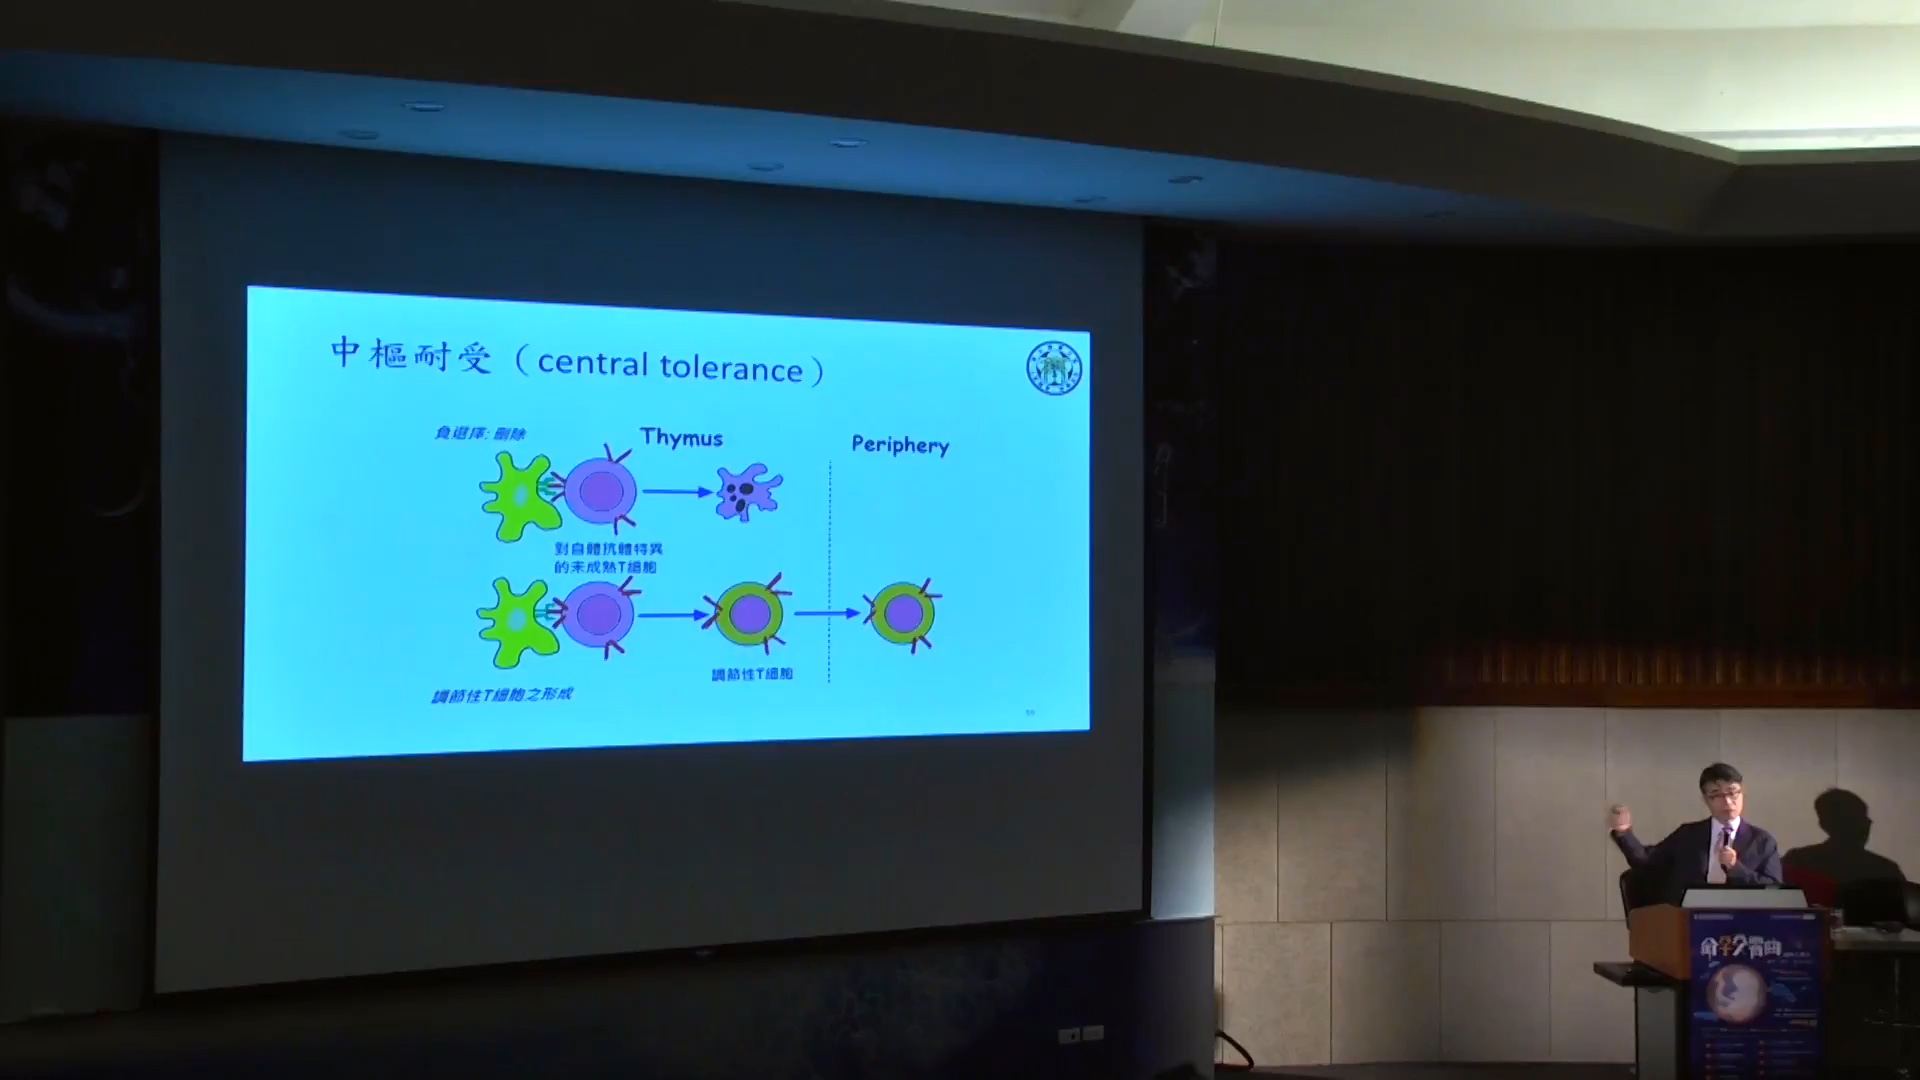 中樞耐受（central tolerance）
負選擇: 刪除
Thymus
Periphery
對自體抗體特異
的未成熟T細胞
調節性T細胞
調節性T細胞之形成